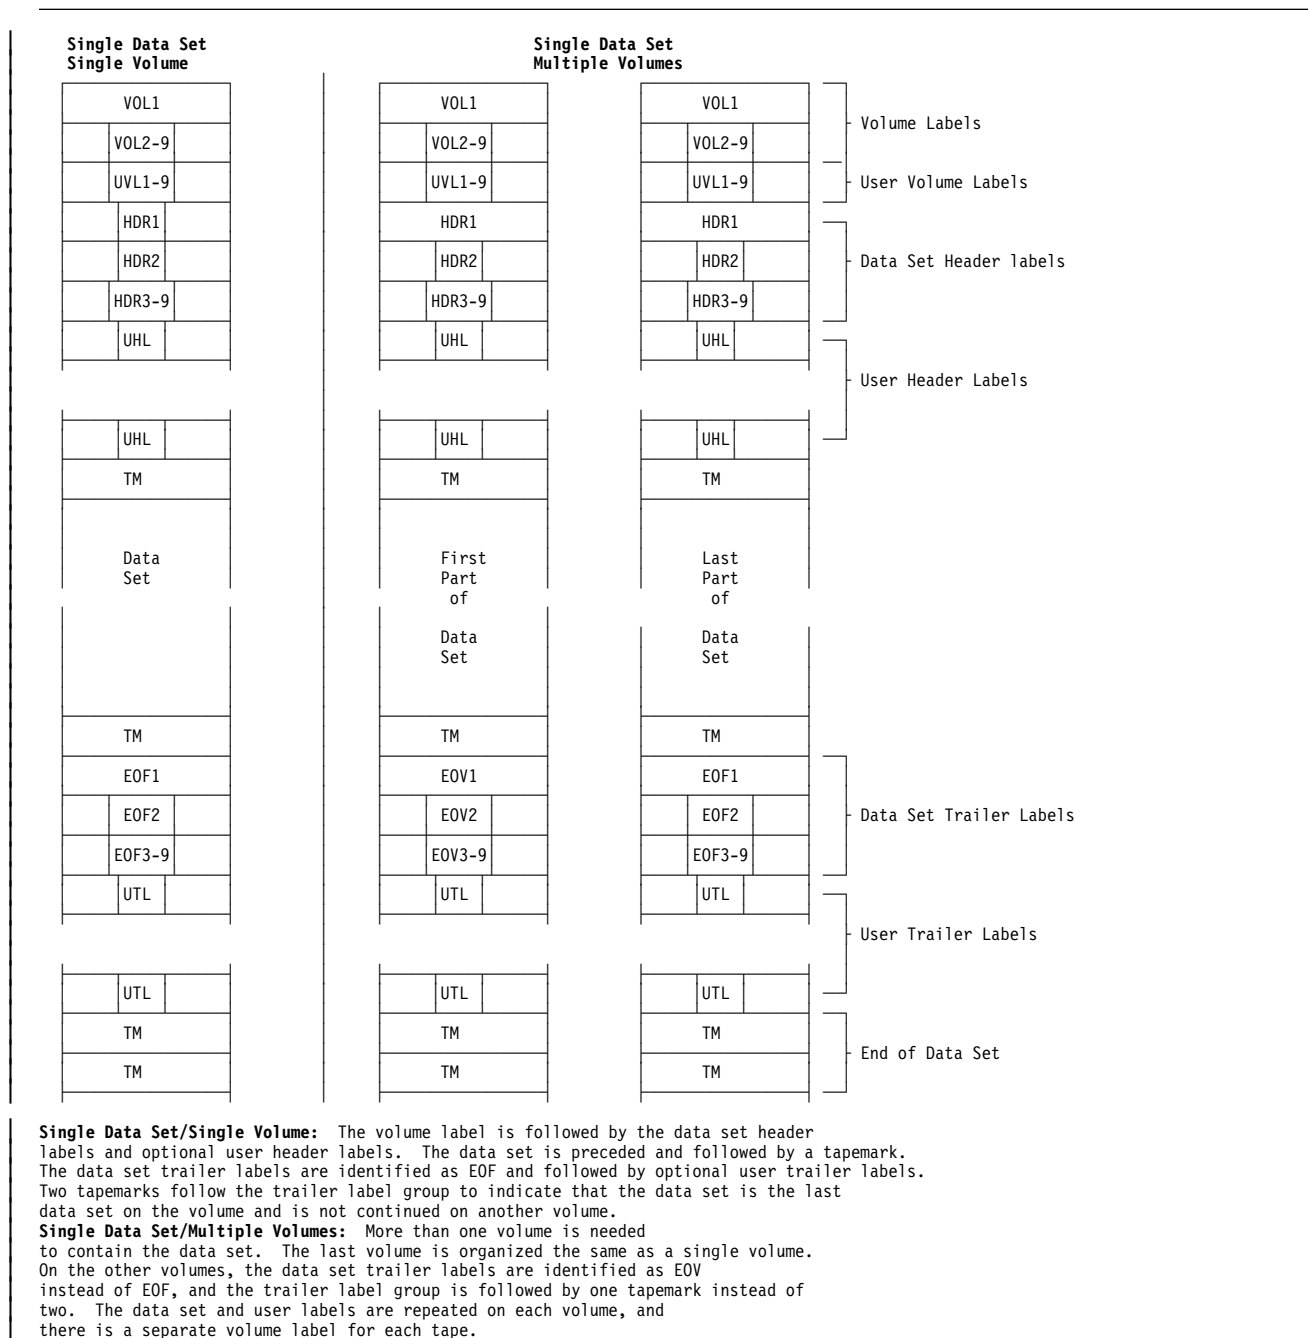 Single Data Set
Single Volume
Single Data Set
Multiple Volumes
VOL1
VOL1
VOL1
Volume Labels
VOL2-9
VOL2-9
VOL2-9
UVL1-9
UVL1-9
UVL1-9
User Volume Labels
HDR1
HDR1
HDR1
HDR2
HDR2
HDR2
Data Set Header labels
HDR3-9
HDR3-9
HDR3-9
UHL
UHL
UHL
User Header Labels
UHL
UHL
UHL
TM
TM
TM
Data
Set
First
Part
of
Data
Set
Last
Part
of
Data
Set
TM
TM
TM
EOF1
EOV1
EOF1
EOF2
EOV2
EOF2
Data Set Trailer Labels
EOF3-9
EOV3-9
EOF3-9
UTL
UTL
UTL
User Trailer Labels
UTL
UTL
UTL
TM
TM
TM
End of Data Set
TM
TM
TM
Single Data Set/Single Volume: The volume label is followed by the data set header
labels and optional user header labels. The data set is preceded and followed by a tapemark.
The data set trailer labels are identified as EOF and followed by optional user trailer labels.
Two tapemarks follow the trailer label group to indicate that the data set is the last
data set on the volume and is not continued on another volume.
Single Data Set/Multiple Volumes: More than one volume is needed
to contain the data set. The last volume is organized the same as a single volume.
On the other volumes, the data set trailer labels are identified as EOV
instead of EOF, and the trailer label group is followed by one tapemark instead of
two. The data set and user labels are repeated on each volume, and
there is a separate volume label for each tape.